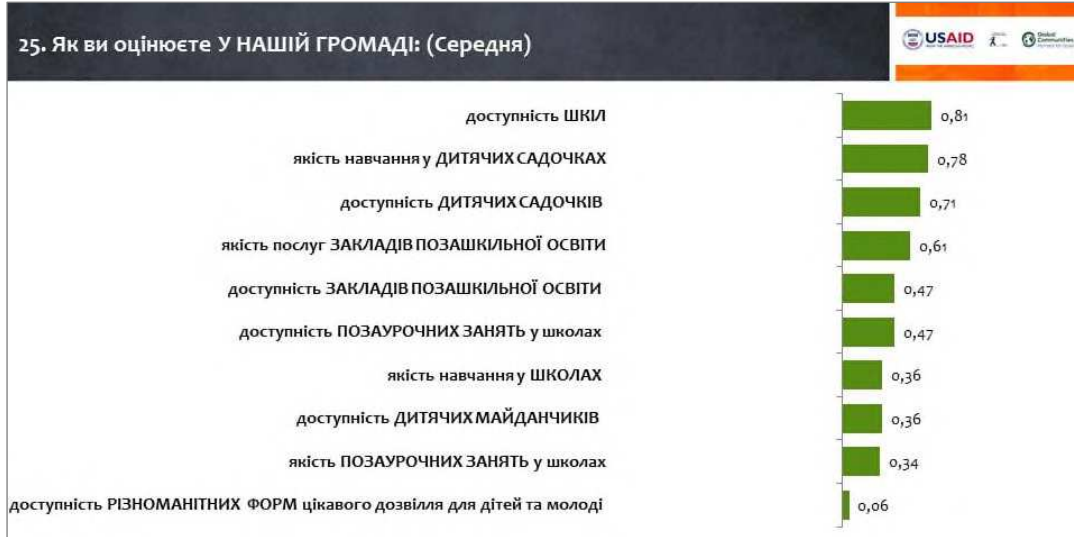 25. Як ви оцінюєте У НАШІЙ ГРОМАДІ: (Середня)
USAID
Global Communities
доступність ШКІЛ 0,81
якість навчання у ДИТЯЧИХ САДОЧКАХ 0,78
доступність ДИТЯЧИХ САДОЧКІВ 0,71
якість послуг ЗАКЛАДІВ ПОЗАШКІЛЬНОЇ ОСВІТИ 0,61
доступність ЗАКЛАДІВ ПОЗАШКІЛЬНОЇ ОСВІТИ 0,47
доступність ПОЗАУРОЧНИХ ЗАНЯТЬ у школах 0,47
якість навчання у ШКОЛАХ 0,36
доступність ДИТЯЧИХ МАЙДАНЧИКІВ 0,36
якість ПОЗАУРОЧНИХ ЗАНЯТЬ у школах 0,34
доступність РІЗНОМАНІТНИХ ФОРМ цікавого дозвілля для дітей та молоді 0,06